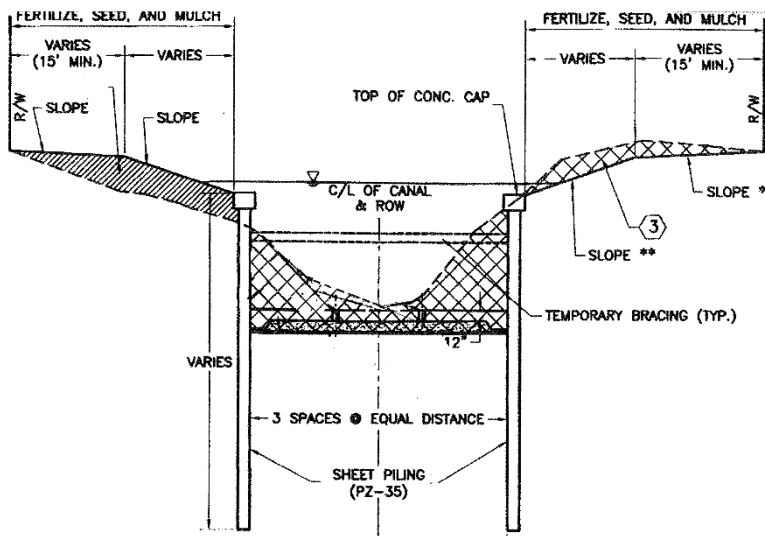 FERTILIZE, SEED, AND MULCH
FERTILIZE, SEED, AND MULCH
VARIES
(15' MIN.)
VARIES
VARIES
VARIES
(15' MIN.)
R/W
SLOPE
SLOPE
TOP OF CONC. CAP
R/W
C/L OF CANAL
& ROW
SLOPE *
3
SLOPE **
TEMPORARY BRACING (TYP.)
12"
VARIES
3 SPACES @ EQUAL DISTANCE
SHEET PILING
(PZ-35)